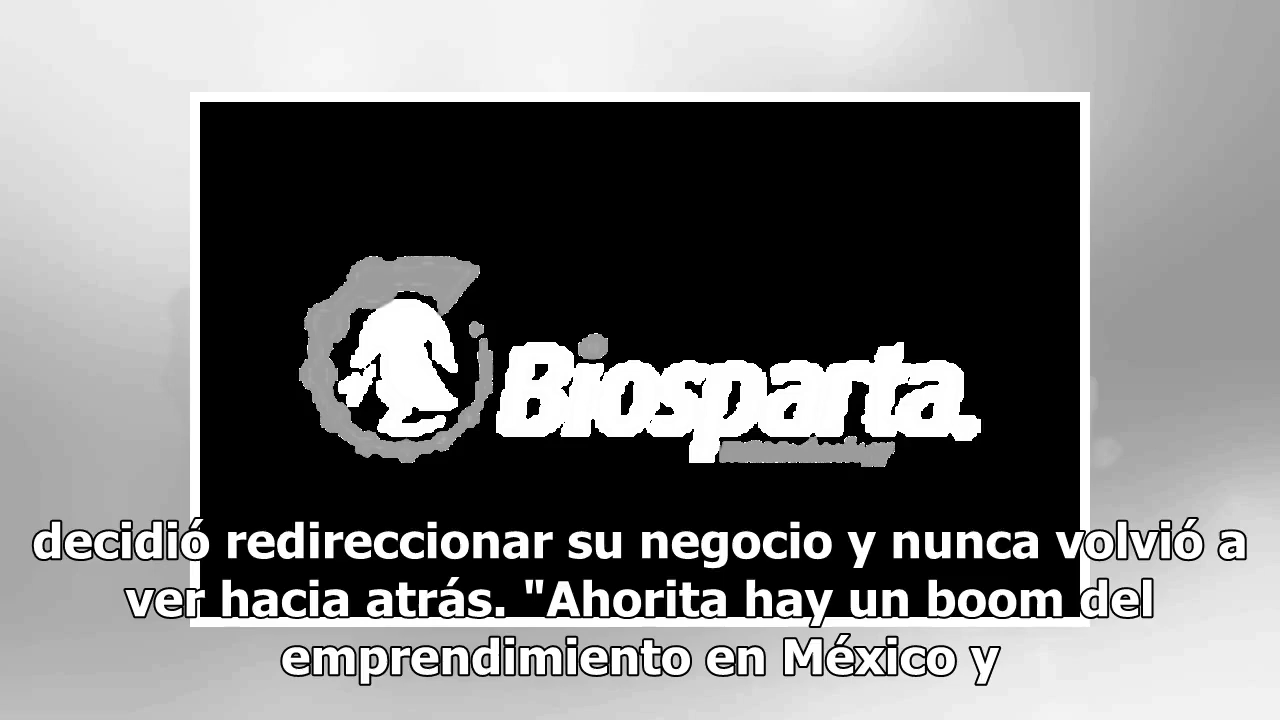 Biosparta.
decidió redireccionar su negocio y nunca volvió a
ver hacia atrás. "Ahorita hay un boom del
emprendimiento en México y